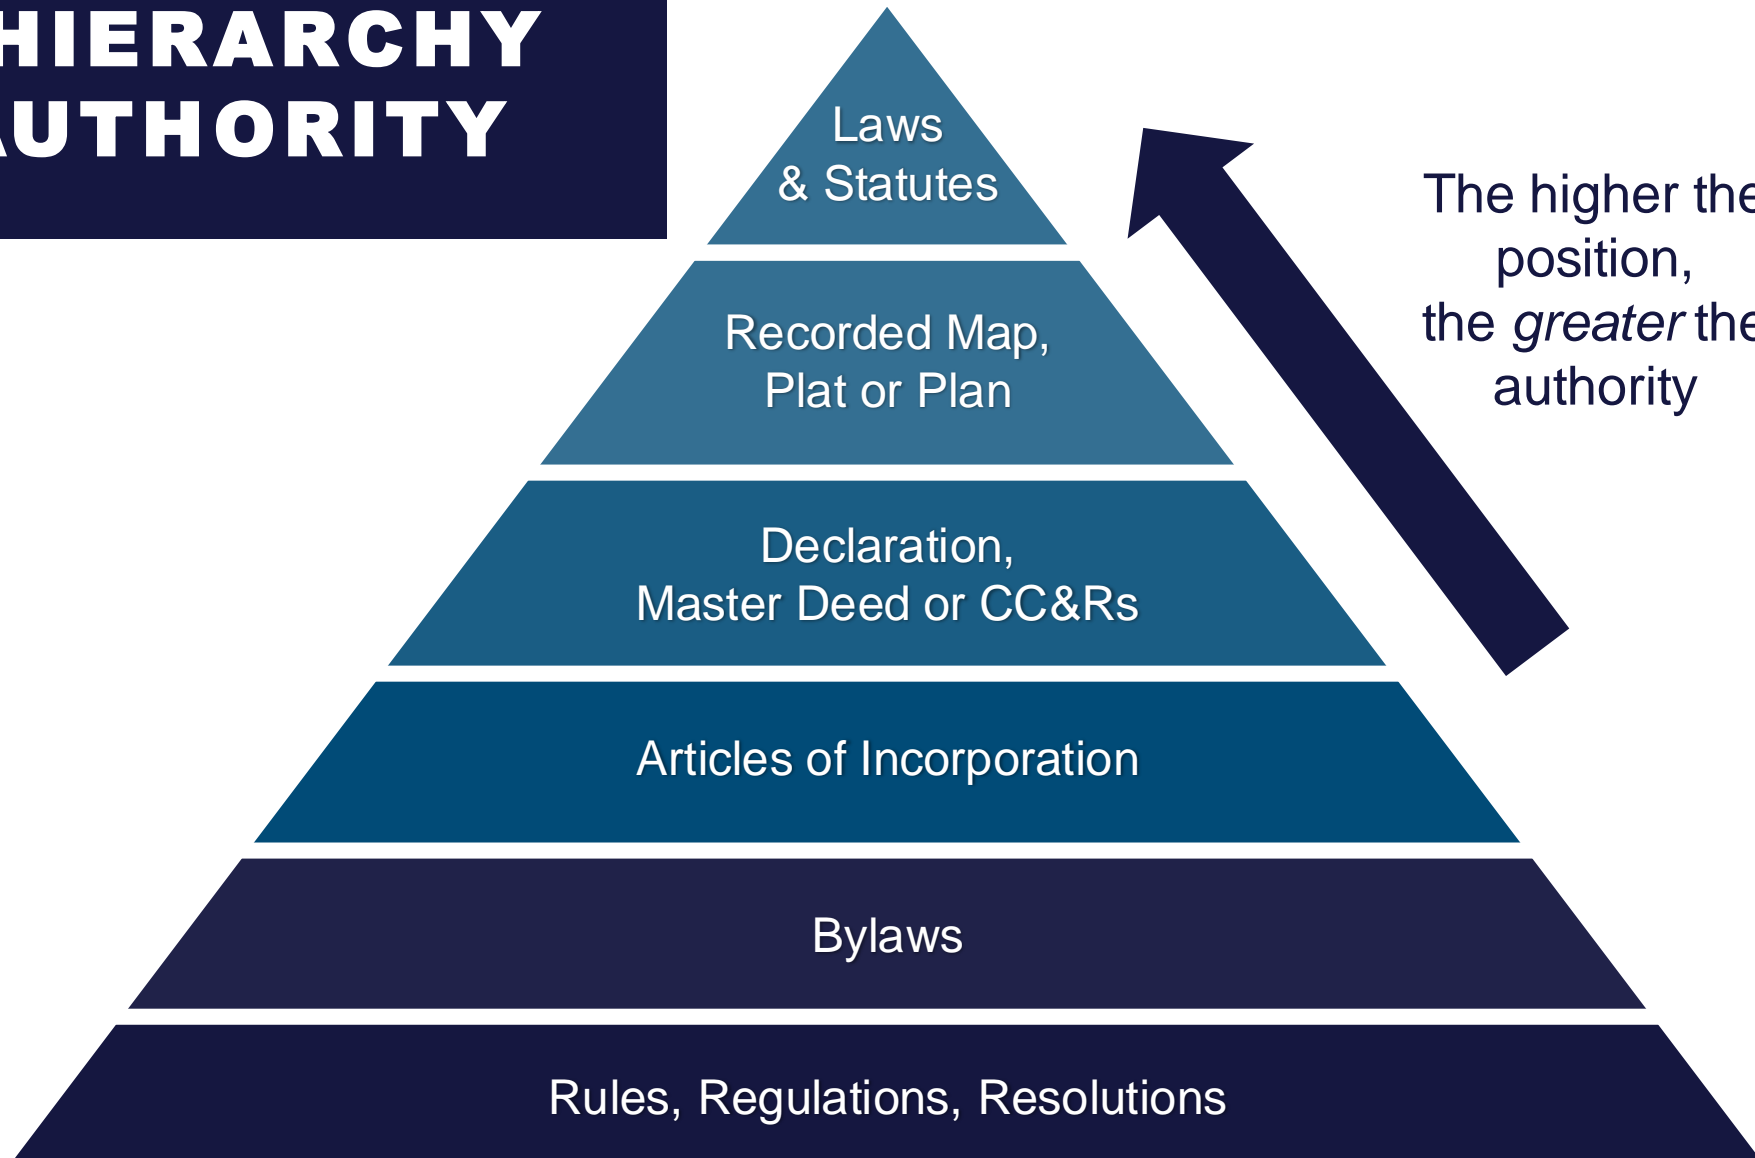 HIERARCHY
AUTHORITY
Laws
& Statutes
The higher the
position,
the greater the
authority
Recorded Map,
Plat or Plan
Declaration,
Master Deed or CC&Rs
Articles of Incorporation
Bylaws
Rules, Regulations, Resolutions